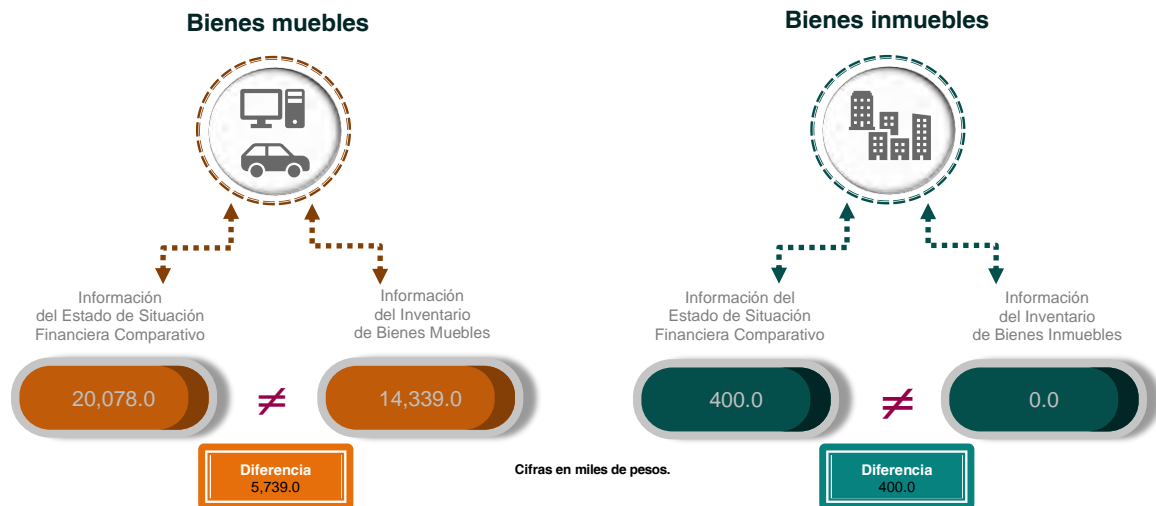 Bienes muebles
Información
del Estado de Situación
Financiera Comparativo
Información
del Inventario
de Bienes Muebles
20,078.0
≠
14,339.0
Diferencia
5,739.0
Cifras en miles de pesos.
Bienes inmuebles
Información del
Estado de Situación
Financiera Comparativo
Información
del Inventario
de Bienes Inmuebles
400.0
≠
0.0
Diferencia
400.0